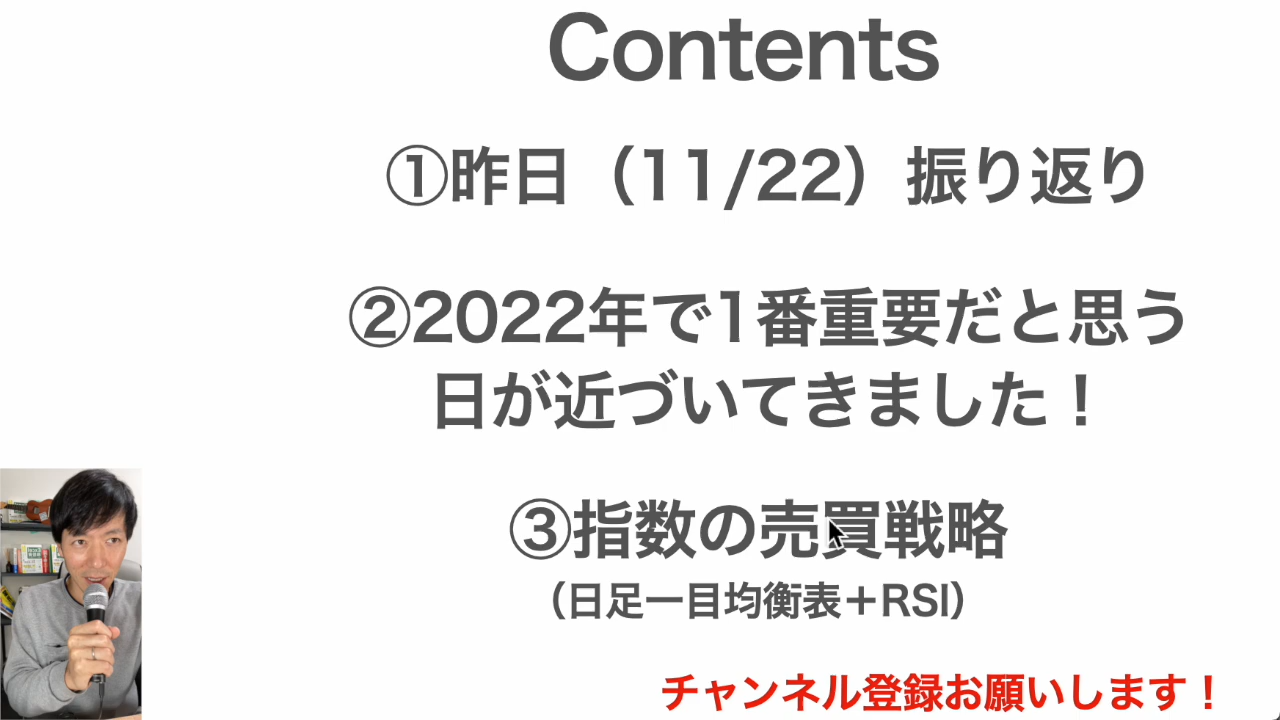 Contents
①昨日（11/22）振り返り
②2022年で1番重要だと思う
日が近づいてきました！
③指数の売買戦略
（日足一目均衡表＋RSI）
チャンネル登録お願いします！